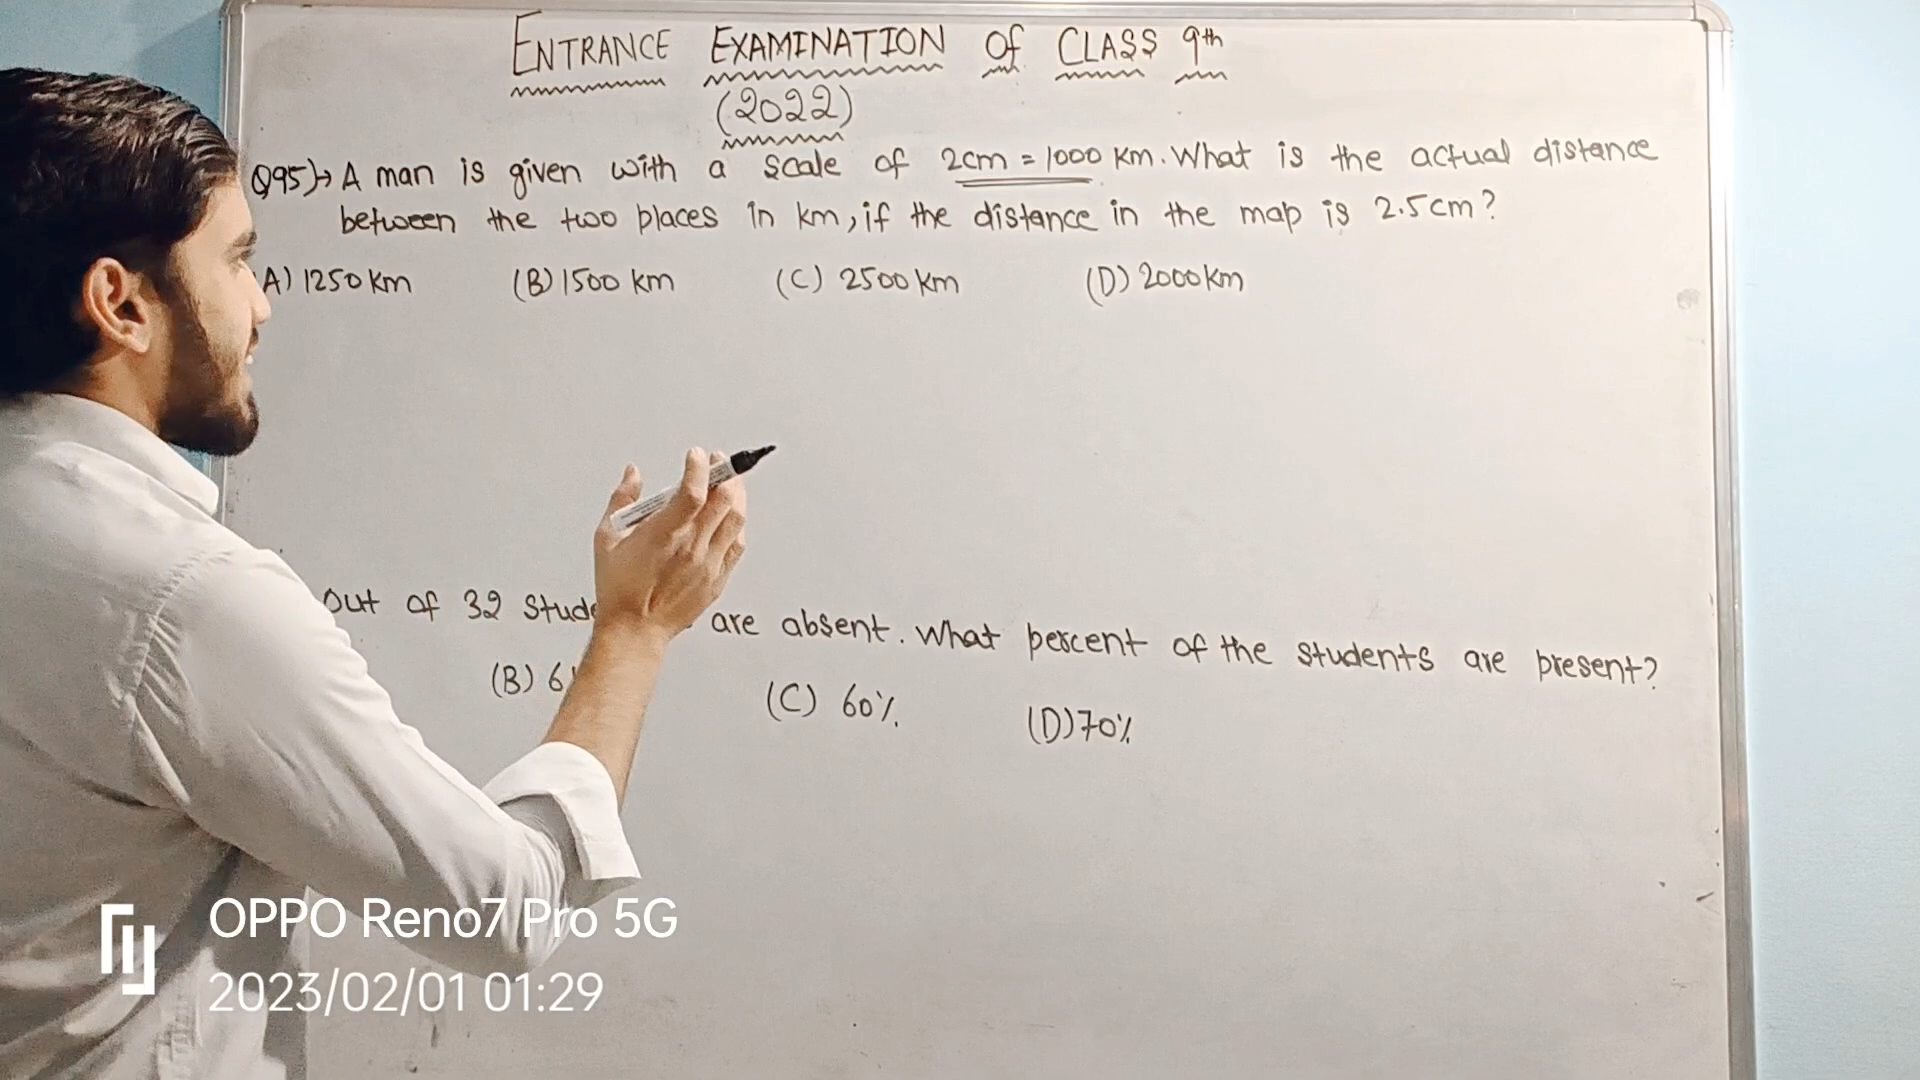 ENTRANCE EXAMINATION Of CLASS 9th
(2022)
Q95)→ A man is given with a scale of 2cm = 1000 km. What is the actual distance
between the two places in km, if the distance in the map is 2.5cm?
A) 1250 km (B) 1500 km (C) 2500 km (D) 2000 km
Out of 32 are absent. What percent of the students are present?
(B) (C) 60% (D) 70%
OPPO Reno7 Pro 5G
2023/02/01 01:29